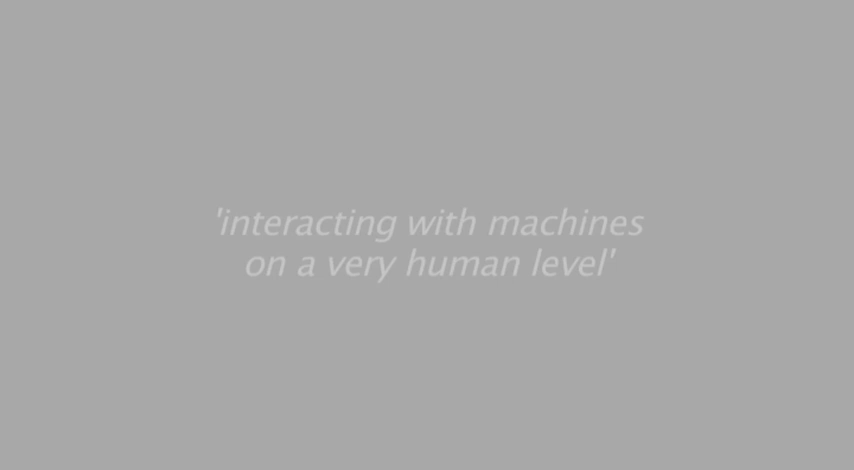 'interacting with machines
on a very human level'